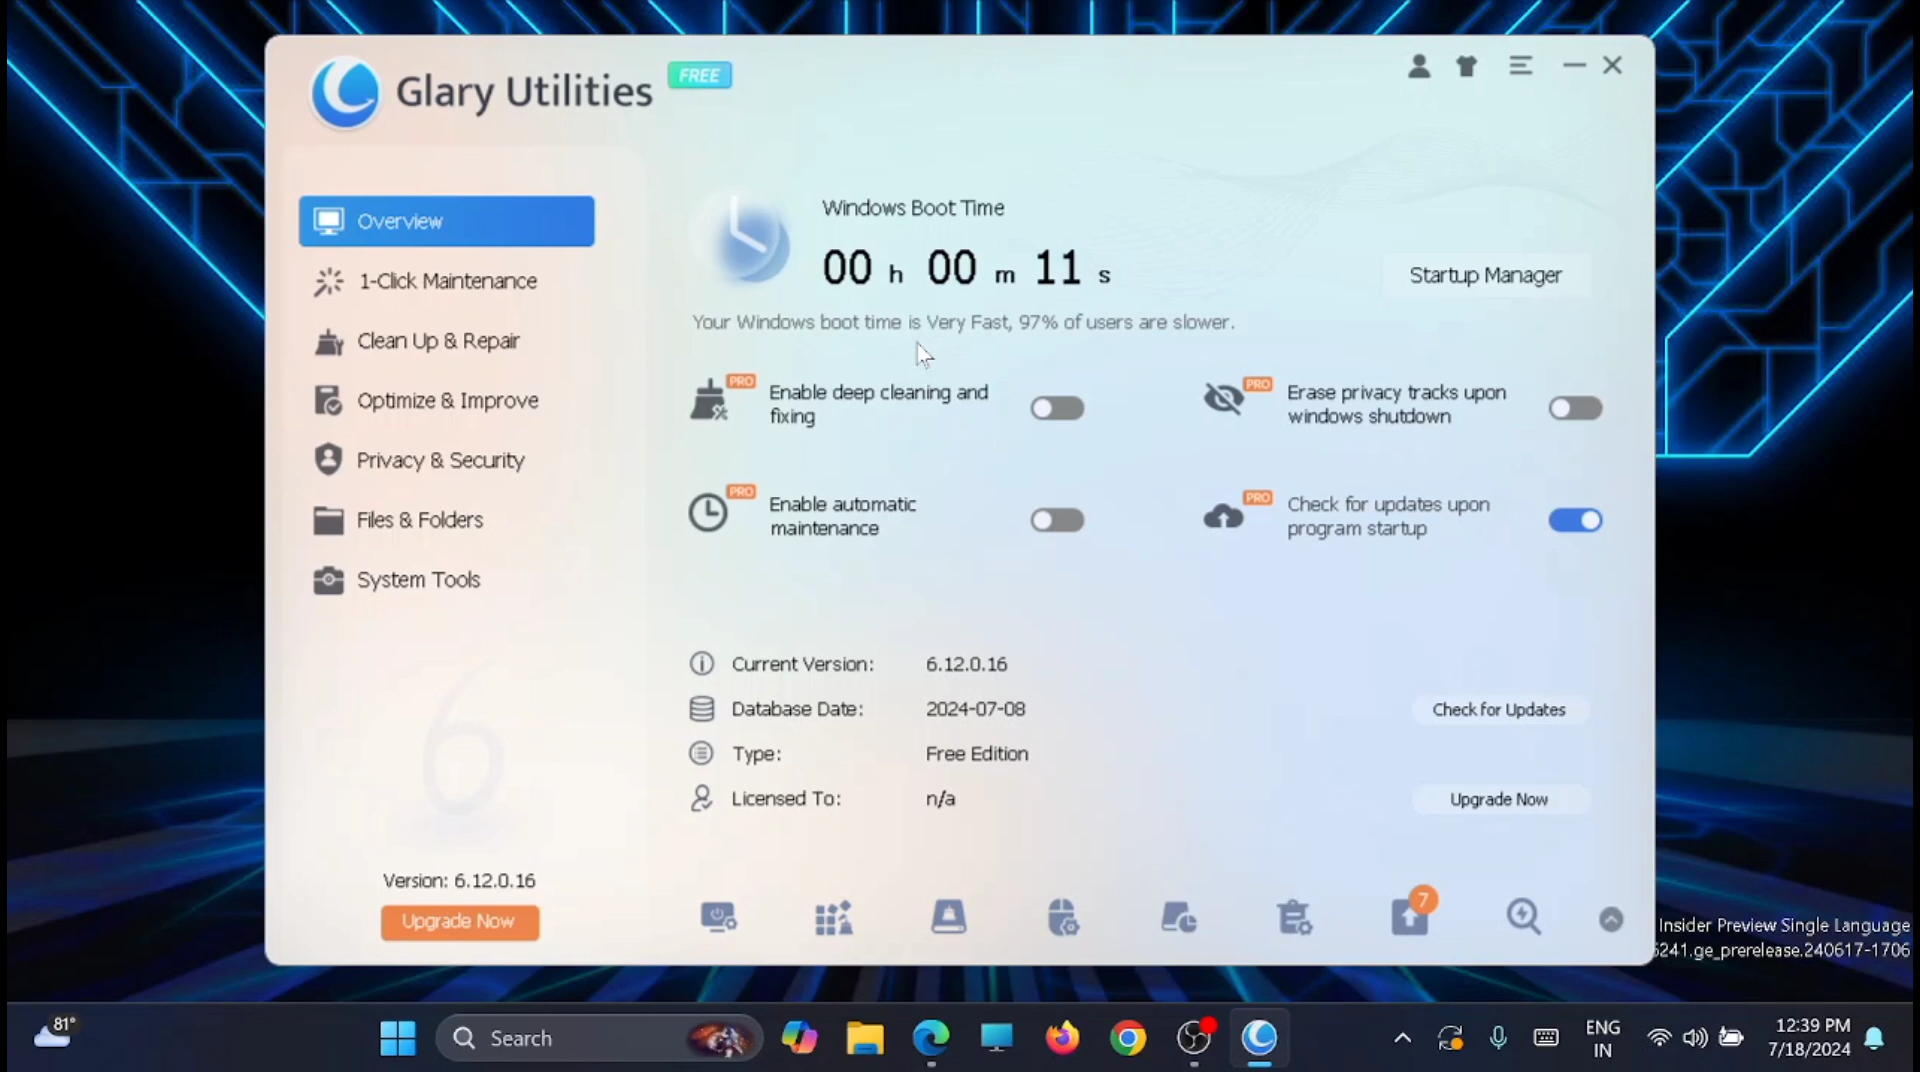 Glary Utilities FREE
Overview
1-Click Maintenance
Clean Up & Repair
Optimize & Improve
Privacy & Security
Files & Folders
System Tools
6
Version: 6.12.0.16
Upgrade Now
Windows Boot Time
00 h 00 m 11 s
Startup Manager
Your Windows boot time is Very Fast, 97% of users are slower.
PRO
Enable deep cleaning and
fixing
PRO
Erase privacy tracks upon
windows shutdown
PRO
Enable automatic
maintenance
PRO
Check for updates upon
program startup
Current Version: 6.12.0.16
Database Date: 2024-07-08
Check for Updates
Type: Free Edition
Licensed To: n/a
Upgrade Now
7
Insider Preview Single Language
5241.ge_prerelease.240617-1706
81°
Search
ENG
IN
12:39 PM
7/18/2024